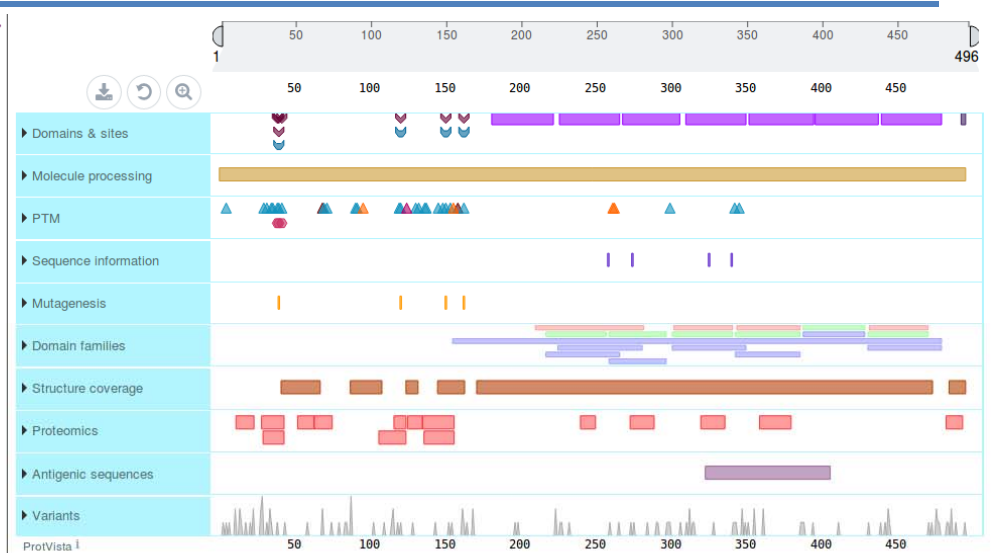 50 100 150 200 250 300 350 400 450
1 496
50 100 150 200 250 300 350 400 450
Domains & sites
Molecule processing
PTM
Sequence information
Mutagenesis
Domain families
Structure coverage
Proteomics
Antigenic sequences
Variants
ProtVista i 50 100 150 200 250 300 350 400 450